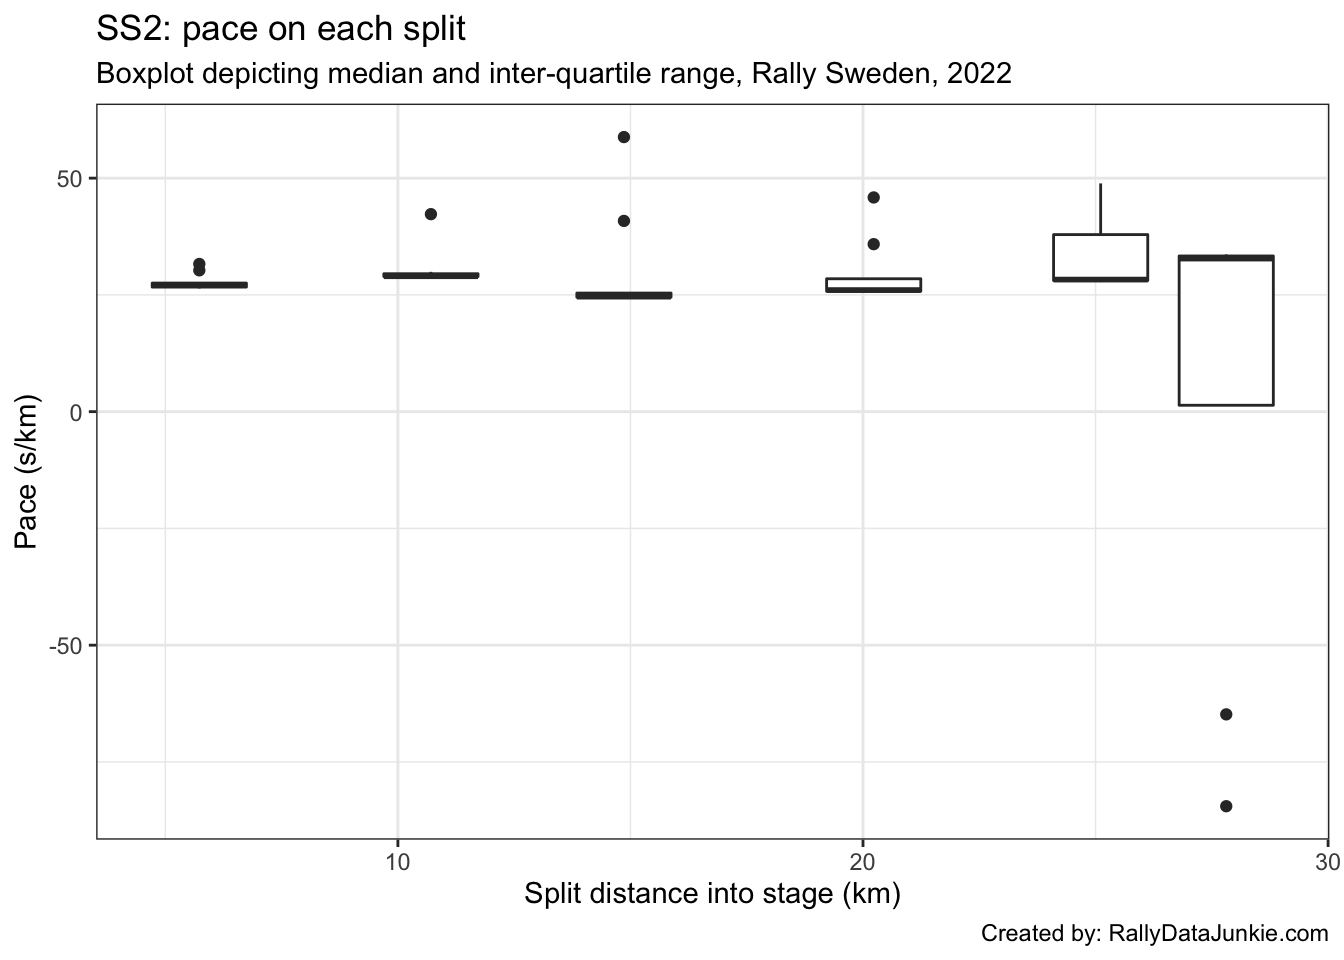 SS2: pace on each split
Boxplot depicting median and inter-quartile range, Rally Sweden, 2022
50
0
-50
Pace (s/km)
10
20
30
Split distance into stage (km)
Created by: RallyDataJunkie.com